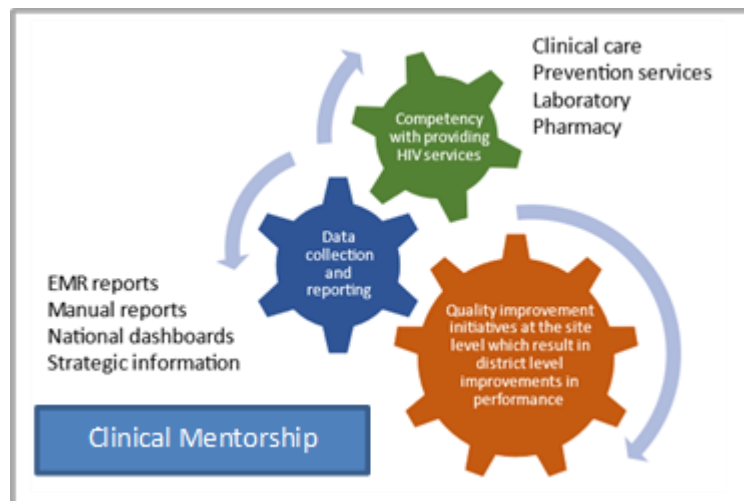 Clinical care
Prevention services
Laboratory
Pharmacy
Competency
with providing
HIV services
Data
collection
and
reporting
EMR reports
Manual reports
National dashboards
Strategic information
Quality improvement
initiatives at the site
level which result in
district level
improvements in
performance
Clinical Mentorship